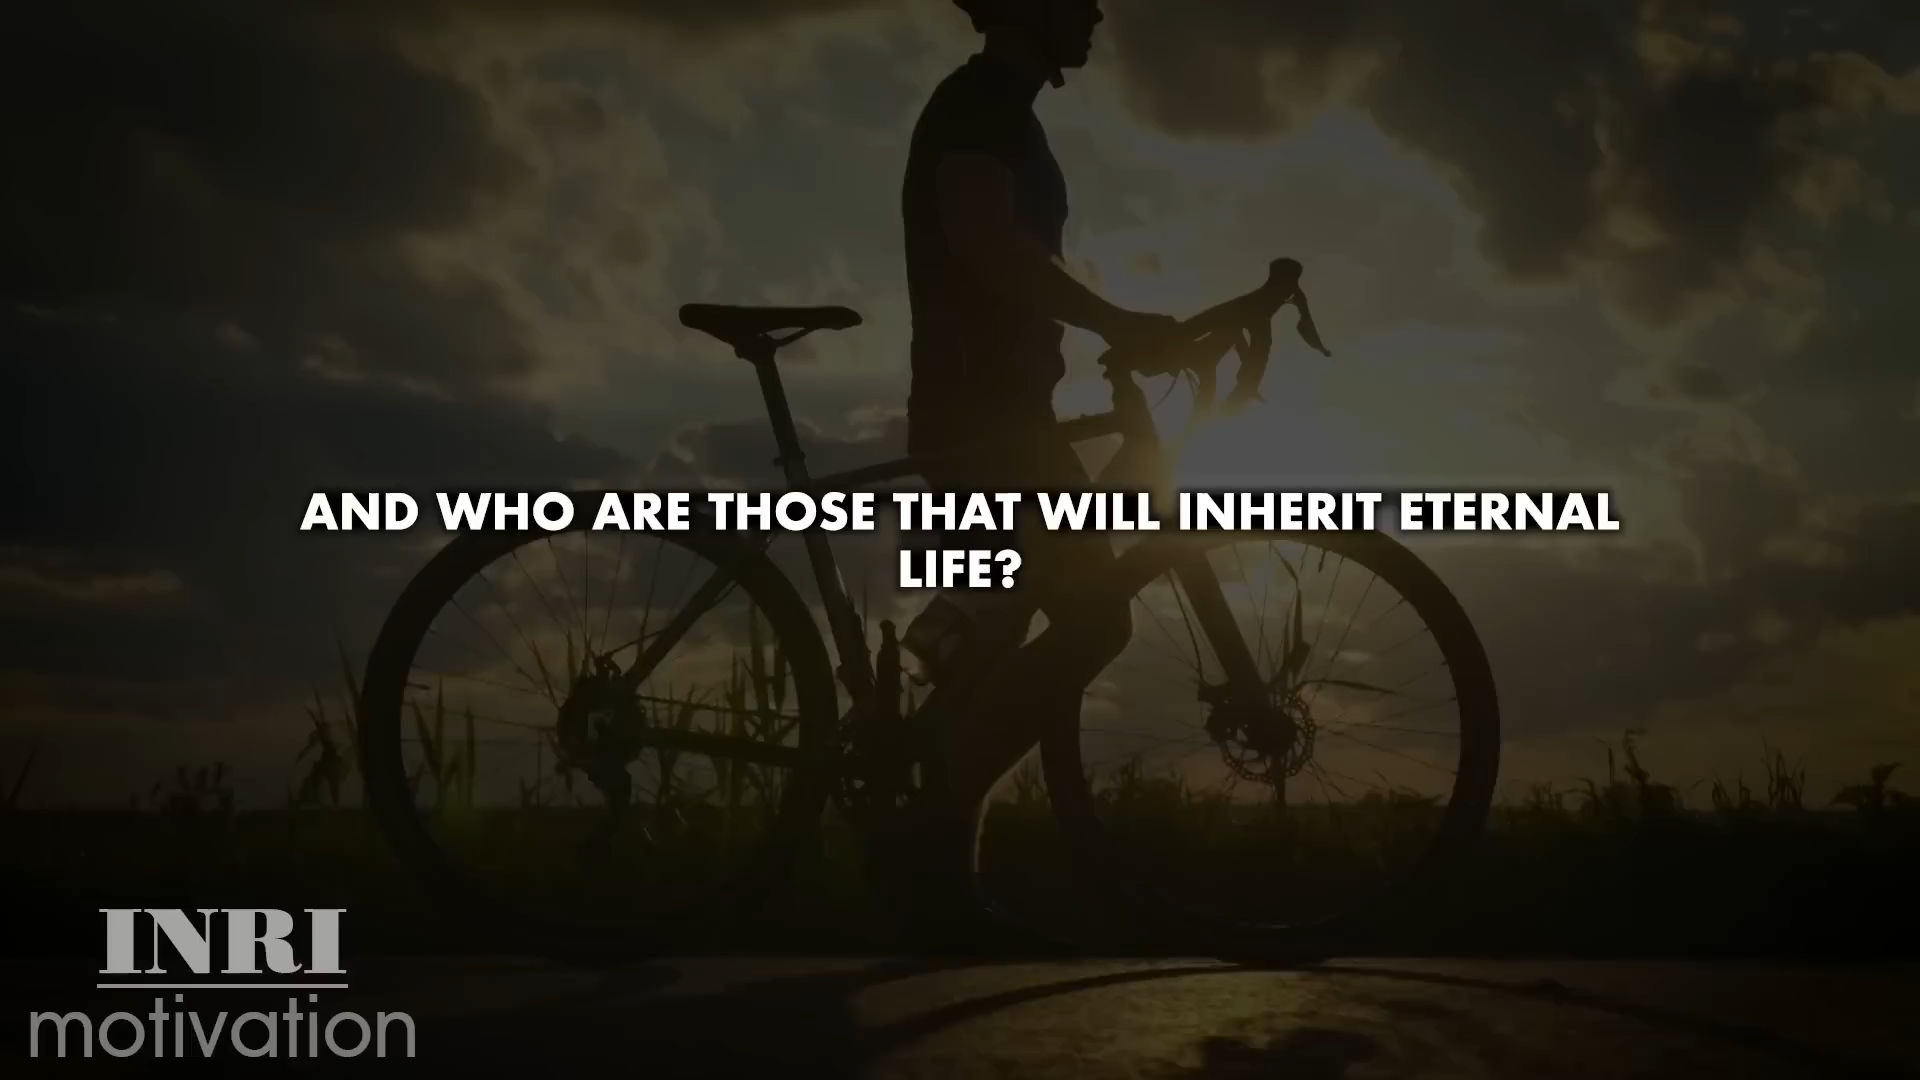 AND WHO ARE THOSE THAT WILL INHERIT ETERNAL
LIFE?
INRI
motivation